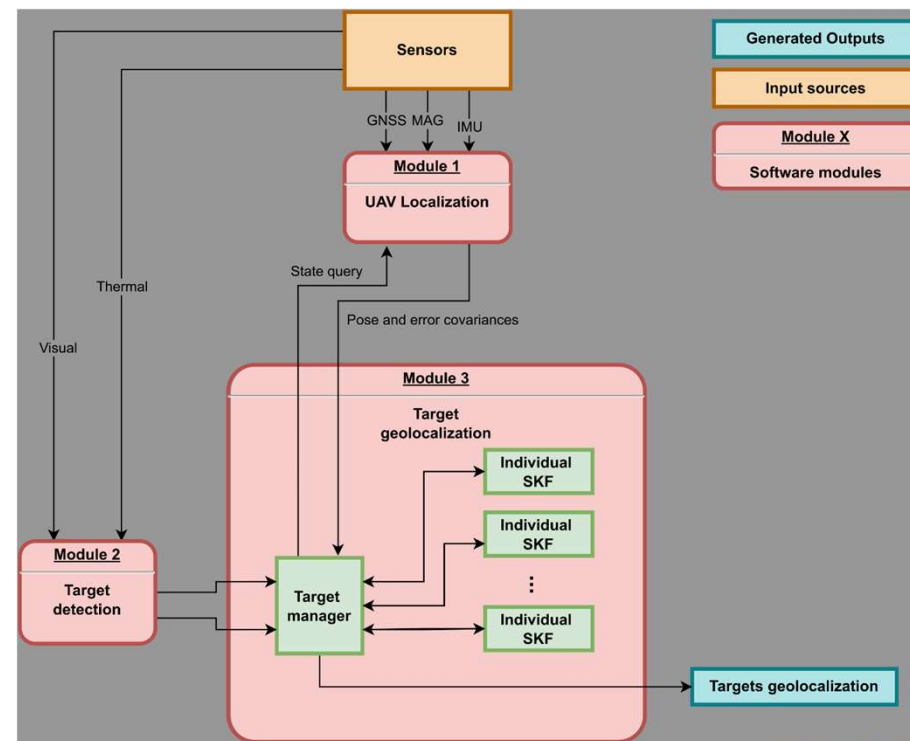 Sensors
Generated Outputs
Input sources
Module X
Software modules
GNSS
MAG
IMU
Module 1
UAV Localization
State query
Thermal
Pose and error covariances
Visual
Module 3
Target
geolocalization
Individual
SKF
Individual
SKF
Module 2
Target
detection
Target
manager
⋮
Individual
SKF
Targets geolocalization